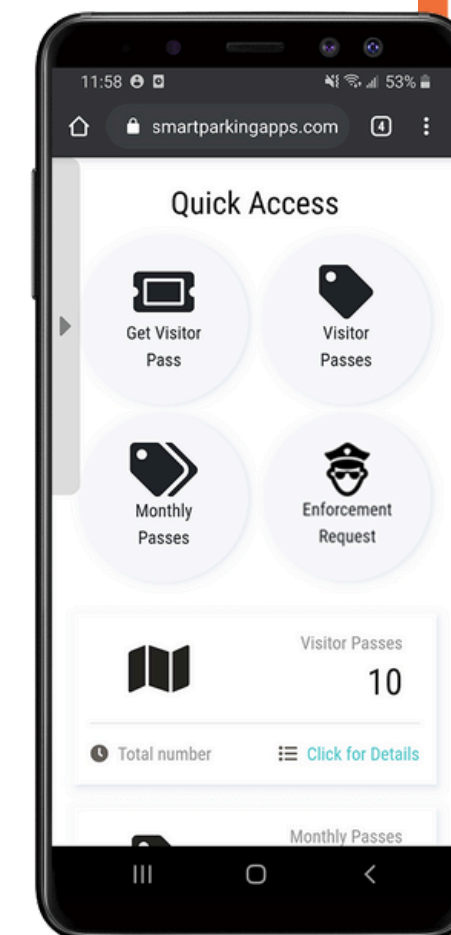 11:58
53%
smartparkingapps.com
4
Quick Access
Get Visitor
Pass
Visitor
Passes
Monthly
Passes
Enforcement
Request
Visitor Passes
10
Total number
Click for Details
Monthly Passes